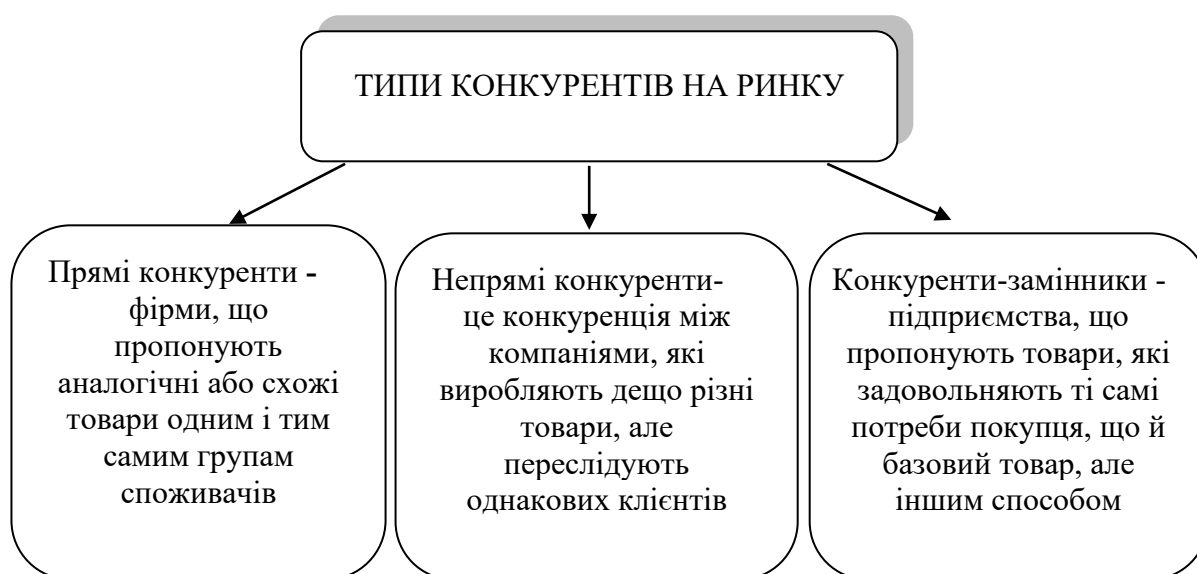 ТИПИ КОНКУРЕНТІВ НА РИНКУ
Прямі конкуренти -
фірми, що
пропонують
аналогічні або схожі
товари одним і тим
самим групам
споживачів
Непрямі конкуренти-
це конкуренція між
компаніями, які
виробляють дещо різні
товари, але
переслідують
однакових клієнтів
Конкуренти-замінники -
підприємства, що
пропонують товари, які
задовольняють ті самі
потреби покупця, що й
базовий товар, але
іншим способом